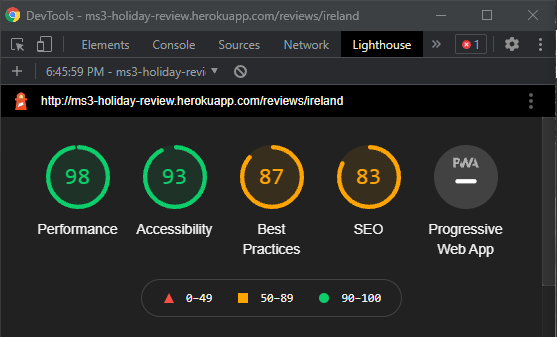 DevTools - ms3-holiday-review.herokuapp.com/reviews/ireland
Elements Console Sources Network Lighthouse » 1
+ 6:45:59 PM - ms3-holiday-revi
http://ms3-holiday-review.herokuapp.com/reviews/ireland
98 93 87 83 PWA
Performance Accessibility Best Practices SEO Progressive Web App
0-49 50-89 90-100